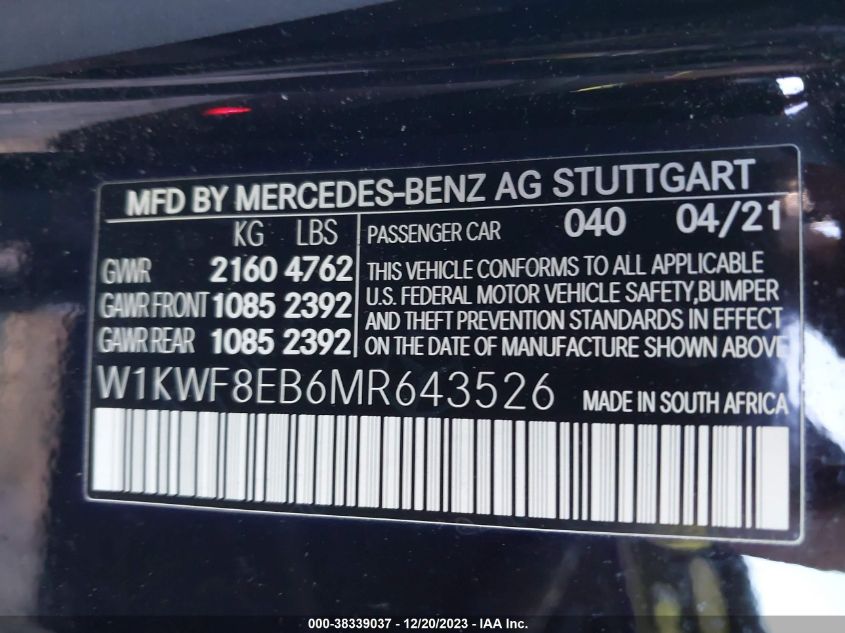 MFD BY MERCEDES-BENZ AG STUTTGART
KG LBS
GVWR 2160 4762
GAWR FRONT 1085 2392
GAWR REAR 1085 2392
PASSENGER CAR 040 04/21
THIS VEHICLE CONFORMS TO ALL APPLICABLE
U.S. FEDERAL MOTOR VEHICLE SAFETY,BUMPER
AND THEFT PREVENTION STANDARDS IN EFFECT
ON THE DATE OF MANUFACTURE SHOWN ABOVE
W1KWF8EB6MR643526 MADE IN SOUTH AFRICA
000-38339037 - 12/20/2023 - IAA Inc.